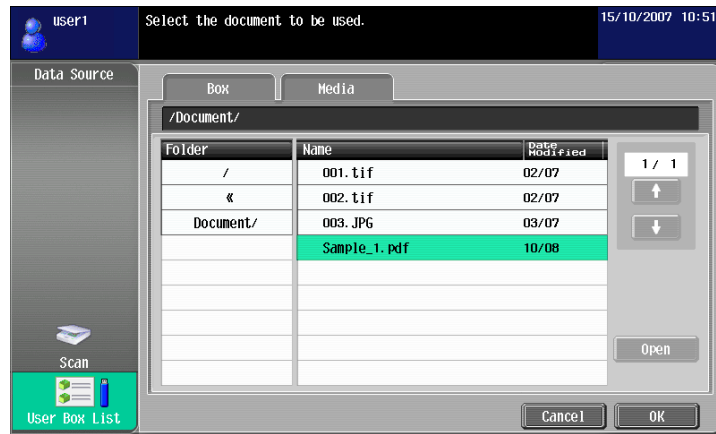 user1
Select the document to be used.
15/10/2007 10:51
Data Source
Box
Media
/Document/
Folder
Name
Date Modified
1/ 1
/
001.tif
02/07
«
002.tif
02/07
Document/
003.JPG
03/07
Sample_1.pdf
10/08
Open
Scan
User Box List
Cancel
OK